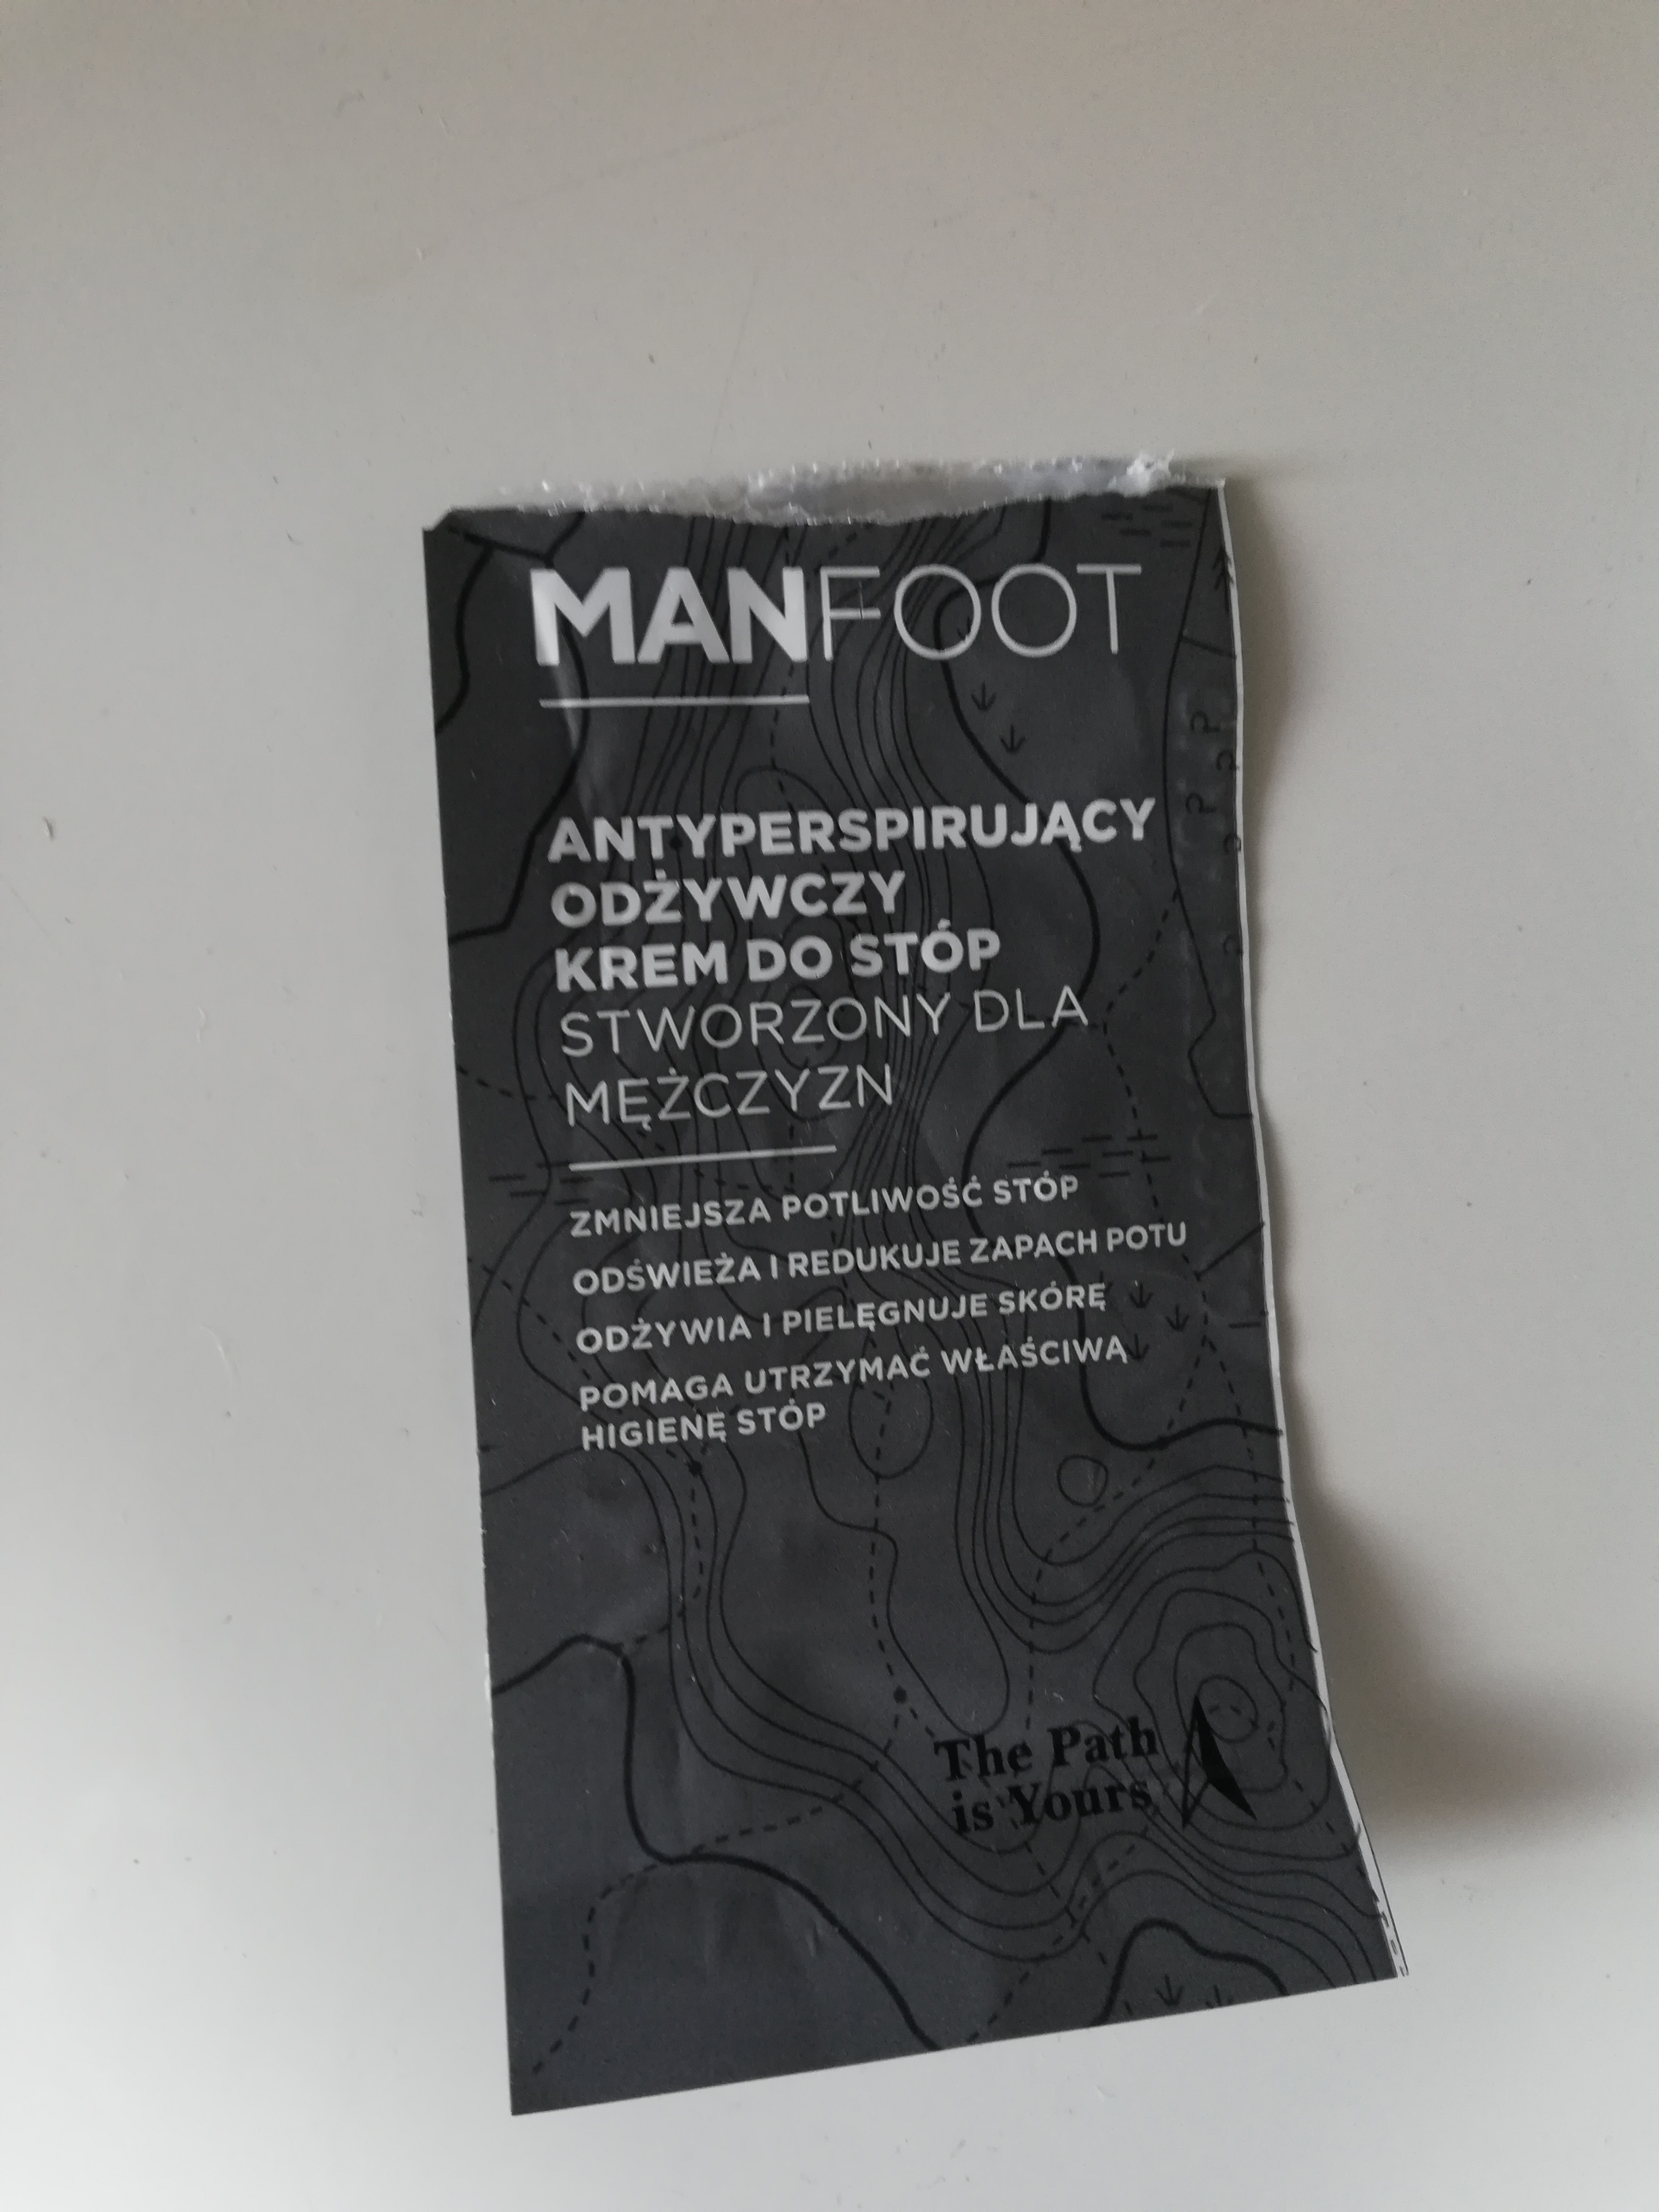 MANFOOT
ANTYPERSPIRUJĄCY
ODŻYWCZY
KREM DO STÓP
STWORZONY DLA
MĘŻCZYZN
ZMNIEJSZA POTLIWOŚĆ STÓP
ODŚWIEŻA I REDUKUJE ZAPACH POTU
ODŻYWIA I PIELĘGNUJE SKÓRĘ
POMAGA UTRZYMAĆ WŁAŚCIWĄ
HIGIENĘ STÓP
The Path
is Yours